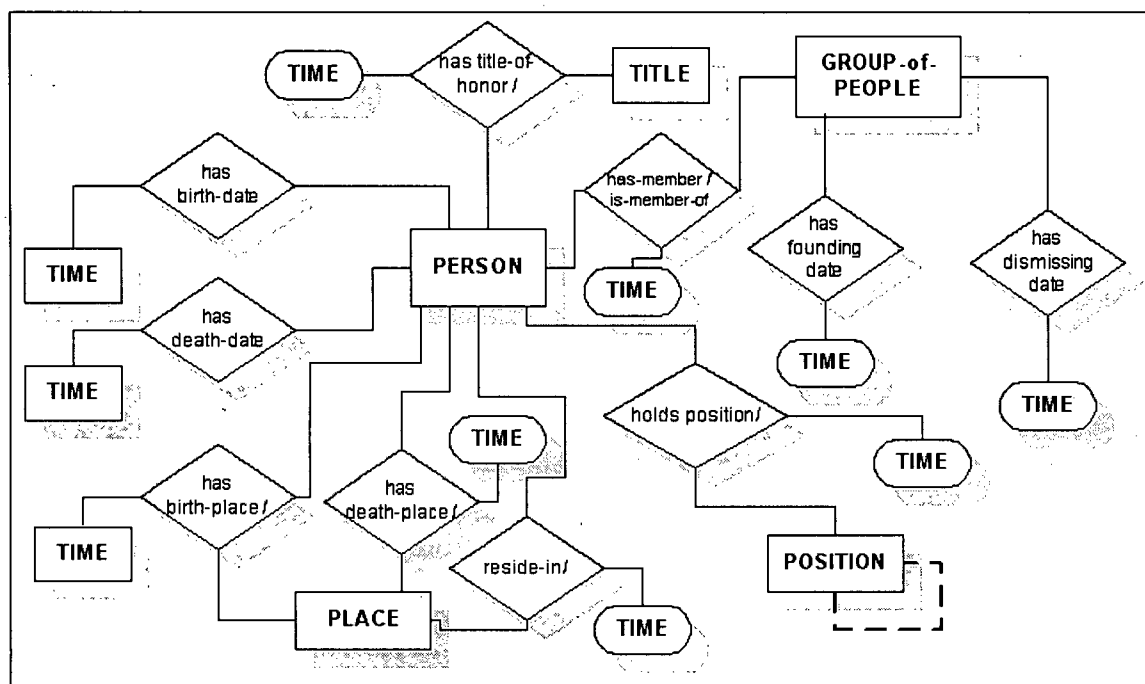 TIME
has title-of
honor /
TITLE
GROUP-of-
PEOPLE
has
birth-date
has-member /
is-member-of
TIME
PERSON
TIME
has
founding
date
has
dismissing
date
has
death-date
TIME
TIME
TIME
holds position /
TIME
TIME
has
birth-place /
has
death-place /
TIME
TIME
reside-in /
POSITION
PLACE
TIME